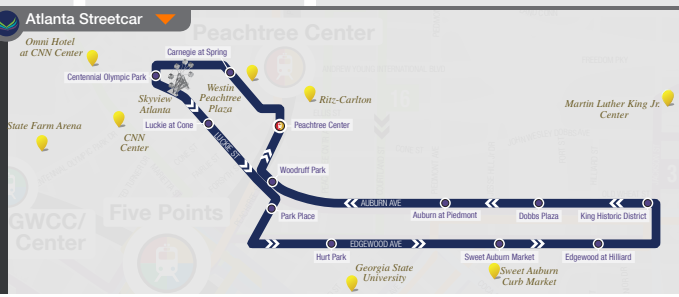 Atlanta Streetcar
Peachtree Center
Omni Hotel
at CNN Center
Carnegie at Spring
Centennial Olympic Park
Skyview
Atlanta
Westin
Peachtree
Plaza
Ritz-Carlton
Martin Luther King Jr.
Center
State Farm Arena
CNN
Center
Luckie at Cone
Peachtree Center
LUCKIE ST
Woodruff Park
GWCC/
Center
Five Points
Park Place
AUBURN AVE
Auburn at Piedmont
Dobbs Plaza
King Historic District
EDGEWOOD AVE
Hurt Park
Sweet Auburn Market
Edgewood at Hilliard
Georgia State
University
Sweet Auburn
Curb Market